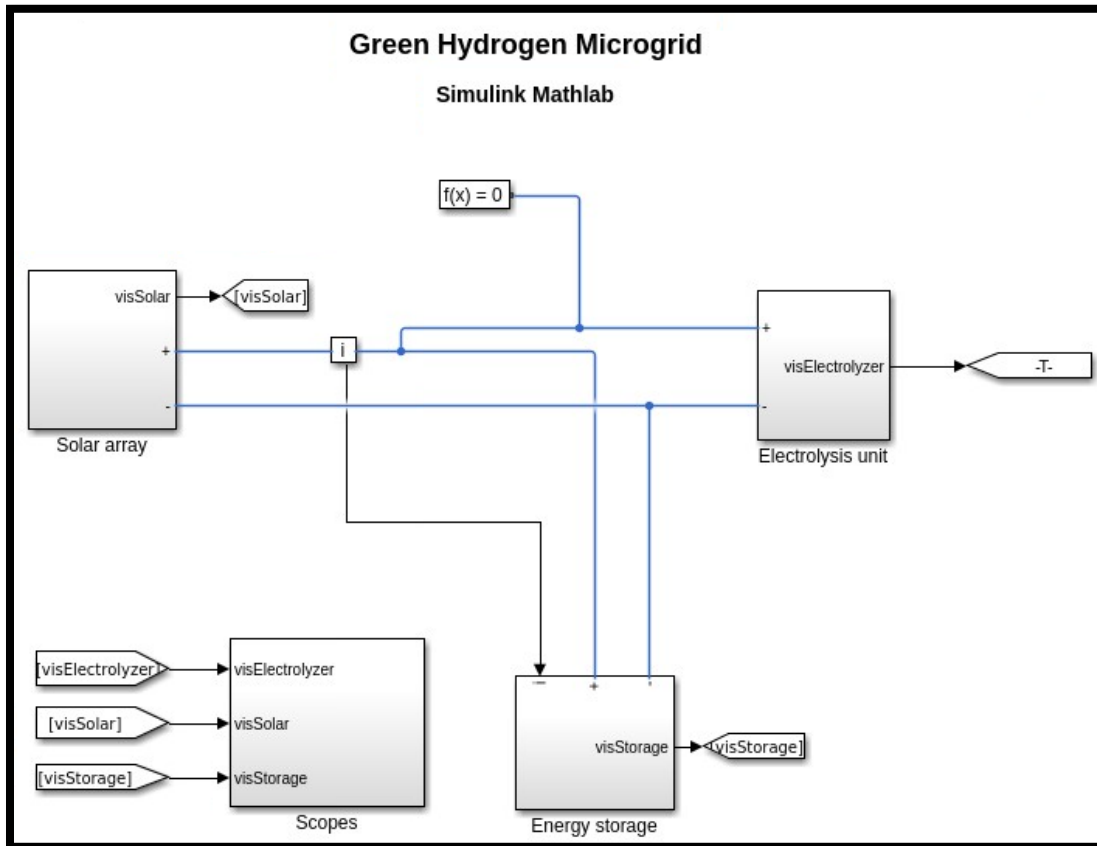 Green Hydrogen Microgrid
Simulink Mathlab
f(x) = 0
visSolar
[visSolar]
+
i
-
Solar array
+
visElectrolyzer
-
-T-
Electrolysis unit
[visElectrolyzer]
visElectrolyzer
[visSolar]
visSolar
[visStorage]
visStorage
Scopes
+
-
visStorage
[visStorage]
Energy storage